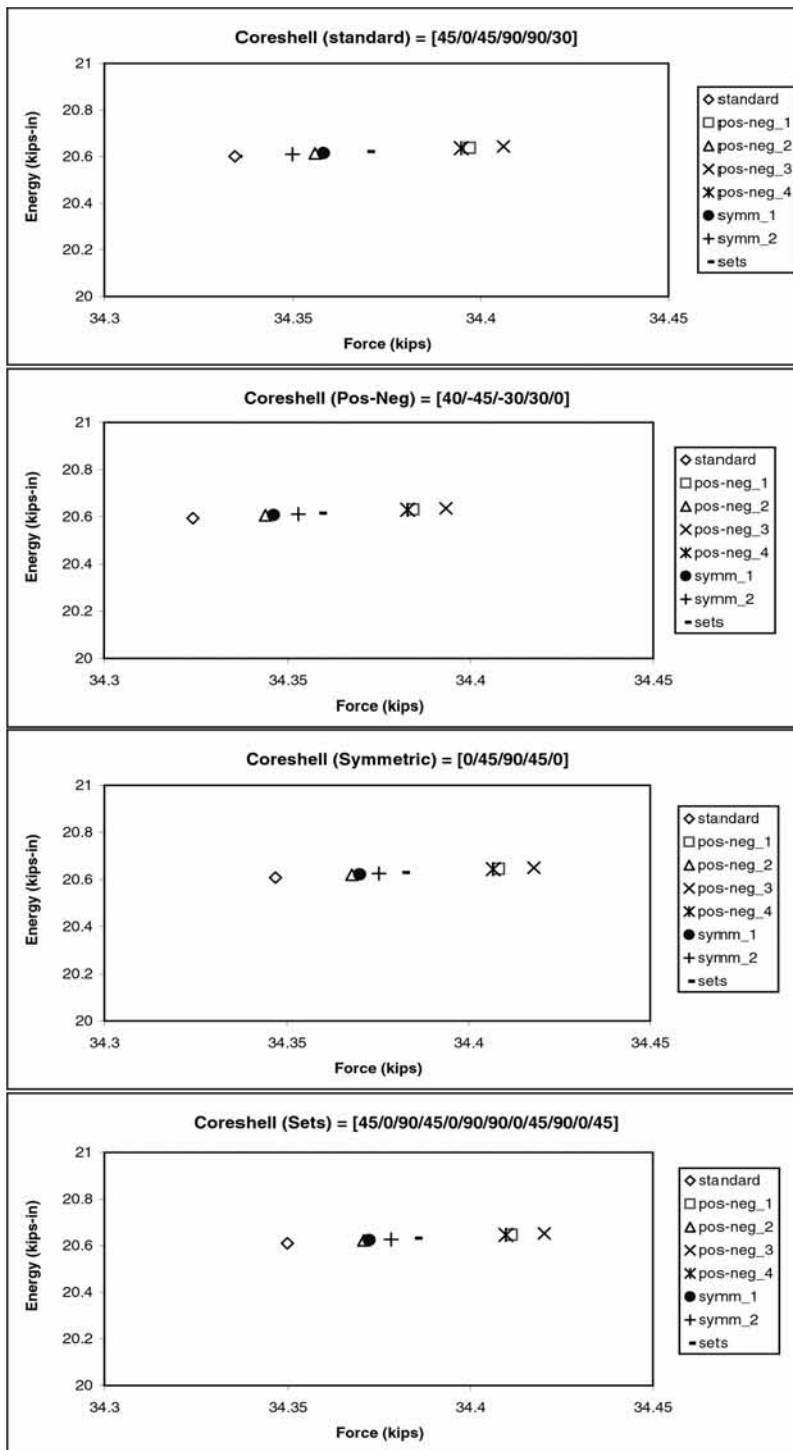 Coreshell (standard) = [45/0/45/90/90/30]
21
20.8
20.6
20.4
20.2
20
Energy (kips-in)
34.3
34.35
34.4
34.45
Force (kips)
standard
pos-neg_1
pos-neg_2
pos-neg_3
pos-neg_4
symm_1
symm_2
sets
Coreshell (Pos-Neg) = [40/-45/-30/30/0]
21
20.8
20.6
20.4
20.2
20
Energy (kips-in)
34.3
34.35
34.4
34.45
Force (kips)
standard
pos-neg_1
pos-neg_2
pos-neg_3
pos-neg_4
symm_1
symm_2
sets
Coreshell (Symmetric) = [0/45/90/45/0]
21
20.8
20.6
20.4
20.2
20
Energy (kips-in)
34.3
34.35
34.4
34.45
Force (kips)
standard
pos-neg_1
pos-neg_2
pos-neg_3
pos-neg_4
symm_1
symm_2
sets
Coreshell (Sets) = [45/0/90/45/0/90/90/0/45/90/0/45]
21
20.8
20.6
20.4
20.2
20
Energy (kips-in)
34.3
34.35
34.4
34.45
Force (kips)
standard
pos-neg_1
pos-neg_2
pos-neg_3
pos-neg_4
symm_1
symm_2
sets